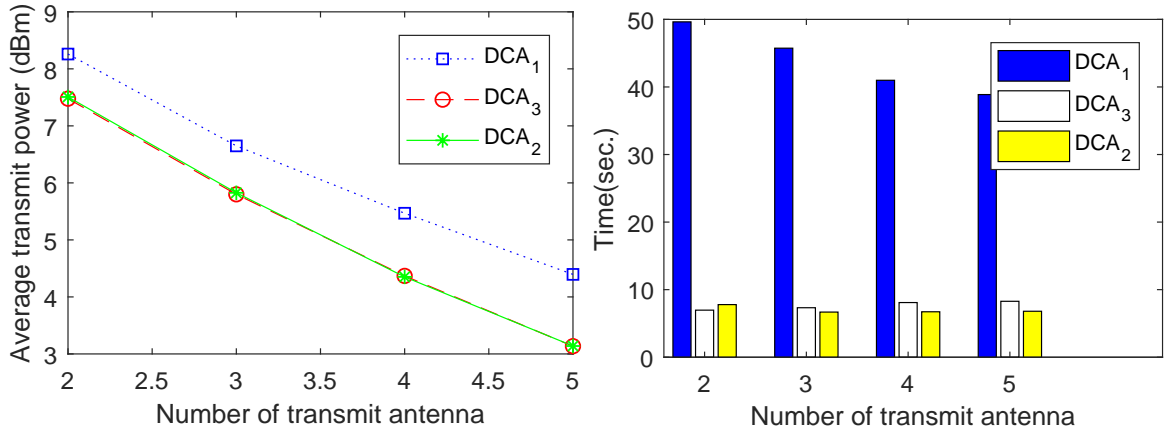 Average transmit power (dBm)
9
8
7
6
5
4
3
2
2.5
3
3.5
4
4.5
5
Number of transmit antenna
DCA1
DCA3
DCA2
Time(sec.)
50
40
30
20
10
0
2
3
4
5
Number of transmit antenna
DCA1
DCA3
DCA2